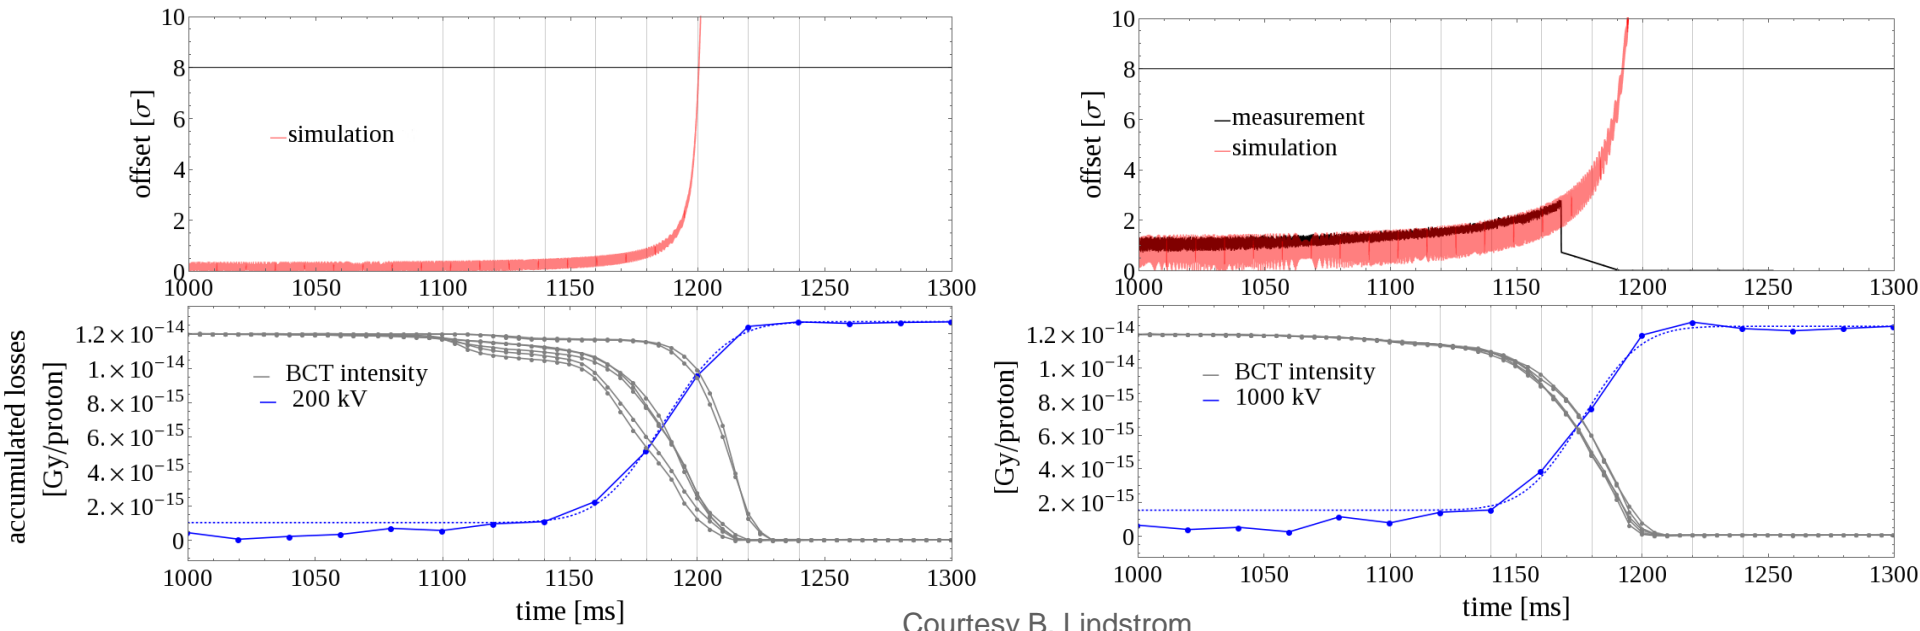 10
8
6
4
2
0
offset [σ]
simulation
1000 1050 1100 1150 1200 1250 1300
1.2×10⁻¹⁴
1.×10⁻¹⁴
8.×10⁻¹⁵
6.×10⁻¹⁵
4.×10⁻¹⁵
2.×10⁻¹⁵
0
accumulated losses
[Gy/proton]
BCT intensity
200 kV
1000 1050 1100 1150 1200 1250 1300
time [ms]
10
8
6
4
2
0
offset [σ]
measurement
simulation
1000 1050 1100 1150 1200 1250 1300
1.2×10⁻¹⁴
1.×10⁻¹⁴
8.×10⁻¹⁵
6.×10⁻¹⁵
4.×10⁻¹⁵
2.×10⁻¹⁵
0
[Gy/proton]
BCT intensity
1000 kV
1000 1050 1100 1150 1200 1250 1300
time [ms]
Courtesy B. Lindstrom